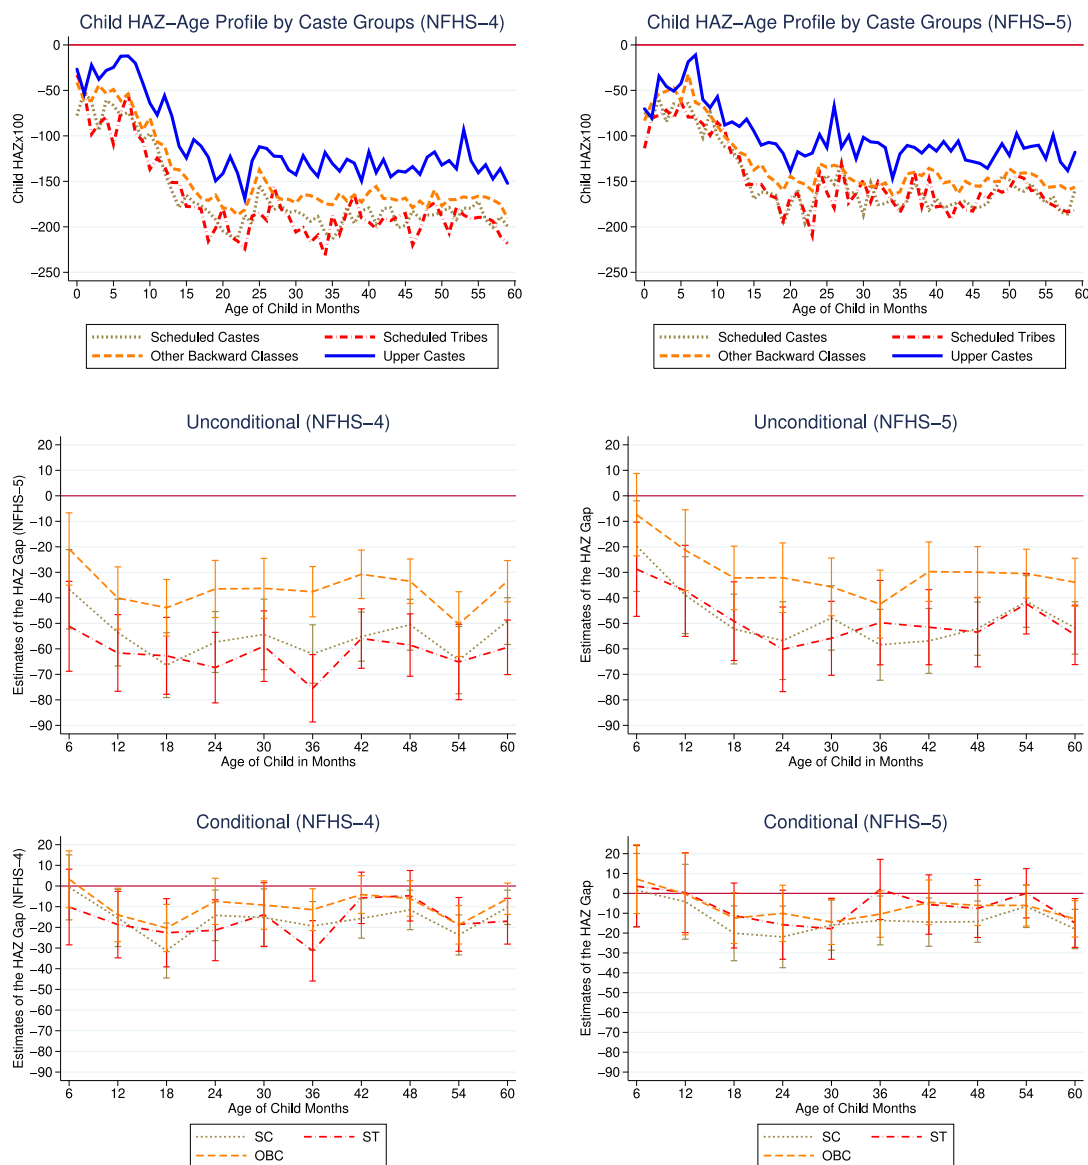 Child HAZ−Age Profile by Caste Groups (NFHS−4)
Child HAZx100
0
−50
−100
−150
−200
−250
0 5 10 15 20 25 30 35 40 45 50 55 60
Age of Child in Months
Scheduled Castes Scheduled Tribes
Other Backward Classes Upper Castes
Child HAZ−Age Profile by Caste Groups (NFHS−5)
Child HAZx100
0
−50
−100
−150
−200
−250
0 5 10 15 20 25 30 35 40 45 50 55 60
Age of Child in Months
Scheduled Castes Scheduled Tribes
Other Backward Classes Upper Castes
Unconditional (NFHS−4)
Estimates of the HAZ Gap (NFHS−5)
20
10
0
−10
−20
−30
−40
−50
−60
−70
−80
−90
6 12 18 24 30 36 42 48 54 60
Age of Child in Months
Unconditional (NFHS−5)
Estimates of the HAZ Gap
20
10
0
−10
−20
−30
−40
−50
−60
−70
−80
−90
6 12 18 24 30 36 42 48 54 60
Age of Child in Months
Conditional (NFHS−4)
Estimates of the HAZ Gap (NFHS−4)
20
10
0
−10
−20
−30
−40
−50
−60
−70
−80
−90
6 12 18 24 30 36 42 48 54 60
Age of Child Months
SC ST
OBC
Conditional (NFHS−5)
Estimates of the HAZ Gap
20
10
0
−10
−20
−30
−40
−50
−60
−70
−80
−90
6 12 18 24 30 36 42 48 54 60
Age of Child in Months
SC ST
OBC